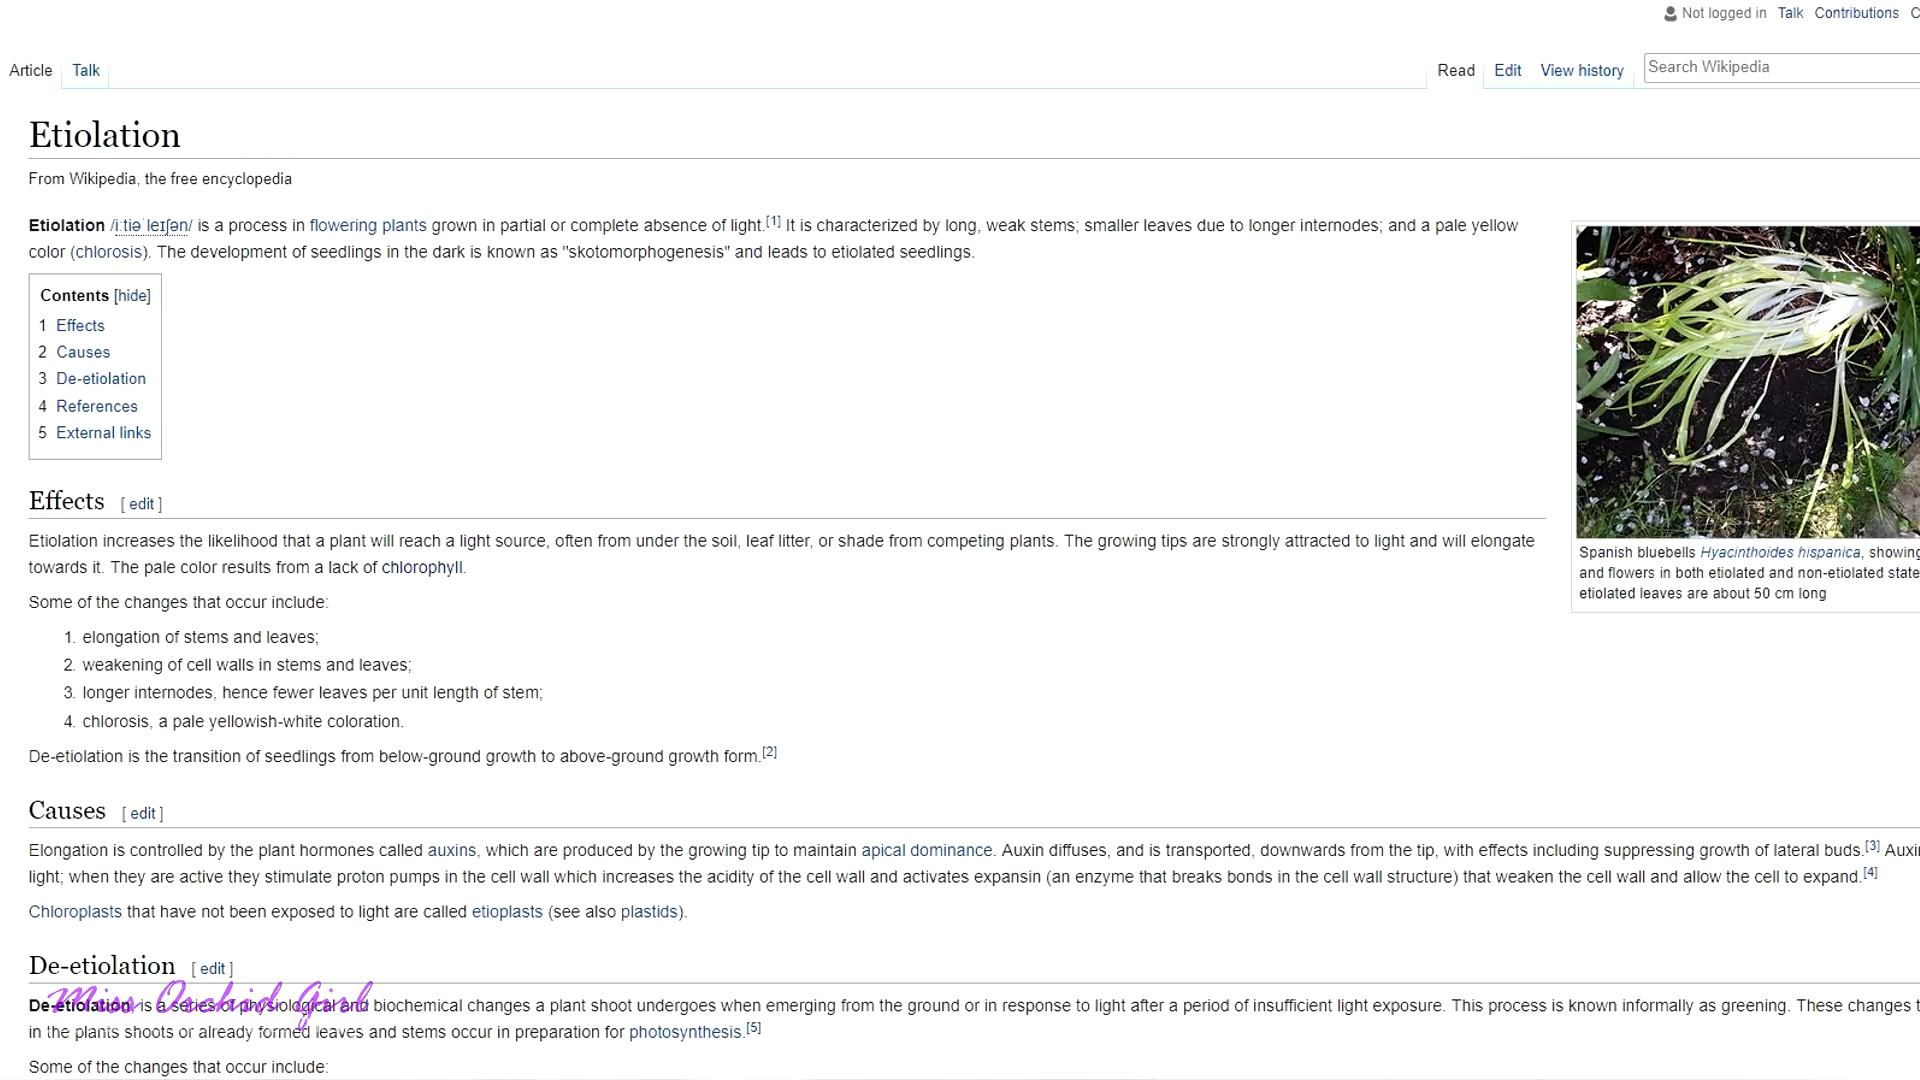 Not logged in Talk Contributions C
Article Talk Read Edit View history Search Wikipedia
Etiolation
From Wikipedia, the free encyclopedia
Etiolation /iːtiəˈleɪʃən/ is a process in flowering plants grown in partial or complete absence of light.[1] It is characterized by long, weak stems; smaller leaves due to longer internodes; and a pale yellow
color (chlorosis). The development of seedlings in the dark is known as "skotomorphogenesis" and leads to etiolated seedlings.
Contents [hide]
1 Effects
2 Causes
3 De-etiolation
4 References
5 External links
Spanish bluebells Hyacinthoides hispanica, showing
and flowers in both etiolated and non-etiolated state
etiolated leaves are about 50 cm long
Effects [ edit ]
Etiolation increases the likelihood that a plant will reach a light source, often from under the soil, leaf litter, or shade from competing plants. The growing tips are strongly attracted to light and will elongate
towards it. The pale color results from a lack of chlorophyll.
Some of the changes that occur include:
1. elongation of stems and leaves;
2. weakening of cell walls in stems and leaves;
3. longer internodes, hence fewer leaves per unit length of stem;
4. chlorosis, a pale yellowish-white coloration.
De-etiolation is the transition of seedlings from below-ground growth to above-ground growth form.[2]
Causes [ edit ]
Elongation is controlled by the plant hormones called auxins, which are produced by the growing tip to maintain apical dominance. Auxin diffuses, and is transported, downwards from the tip, with effects including suppressing growth of lateral buds.[3] Auxi
light; when they are active they stimulate proton pumps in the cell wall which increases the acidity of the cell wall and activates expansin (an enzyme that breaks bonds in the cell wall structure) that weaken the cell wall and allow the cell to expand.[4]
Chloroplasts that have not been exposed to light are called etioplasts (see also plastids).
De-etiolation [ edit ]
Miss Orchid Girl
De-etiolation is a series of physiological and biochemical changes a plant shoot undergoes when emerging from the ground or in response to light after a period of insufficient light exposure. This process is known informally as greening. These changes t
in the plants shoots or already formed leaves and stems occur in preparation for photosynthesis.[5]
Some of the changes that occur include: